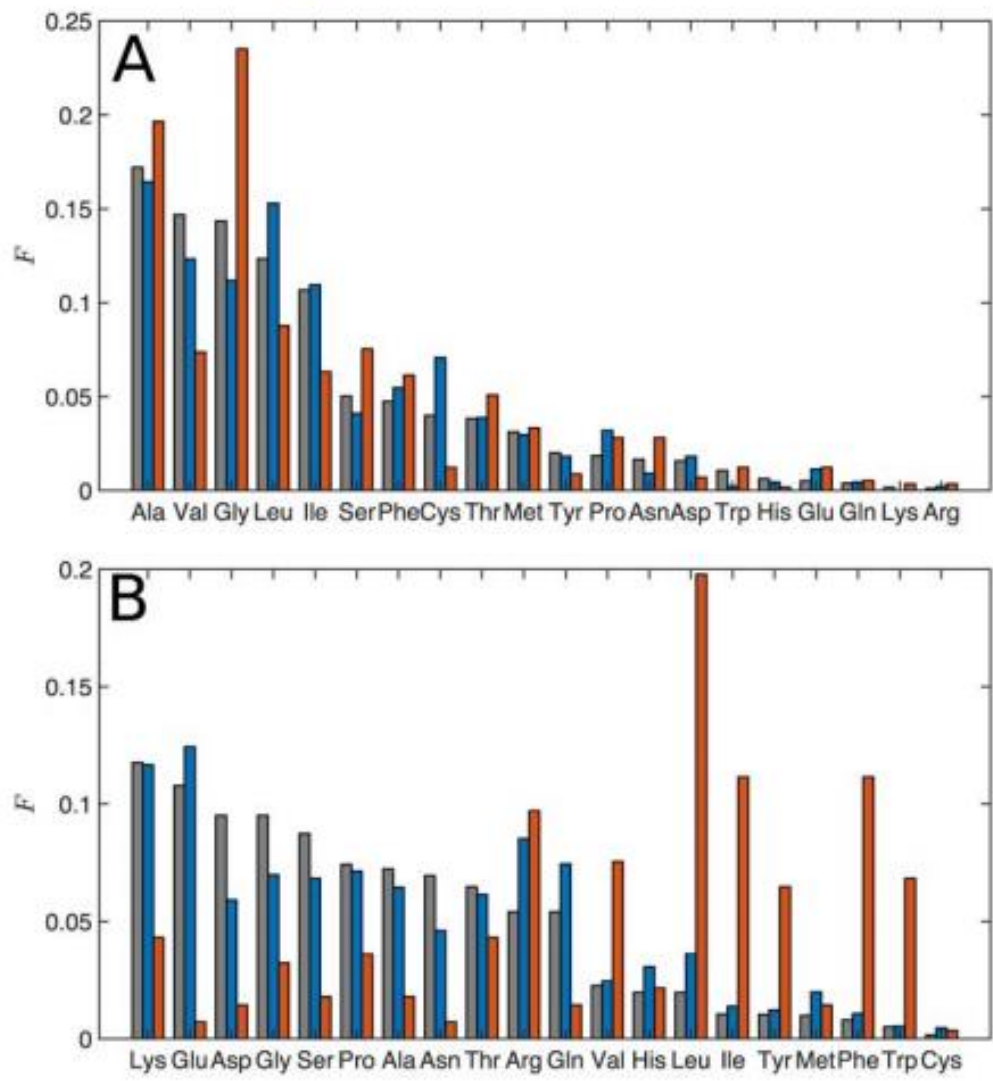 A
0.25
0.2
0.15
0.1
0.05
0
F
Ala Val Gly Leu Ile Ser Phe Cys Thr Met Tyr Pro Asn Asp Trp His Glu Gln Lys Arg
B
0.2
0.15
0.1
0.05
0
F
Lys Glu Asp Gly Ser Pro Ala Asn Thr Arg Gln Val His Leu Ile Tyr Met Phe Trp Cys